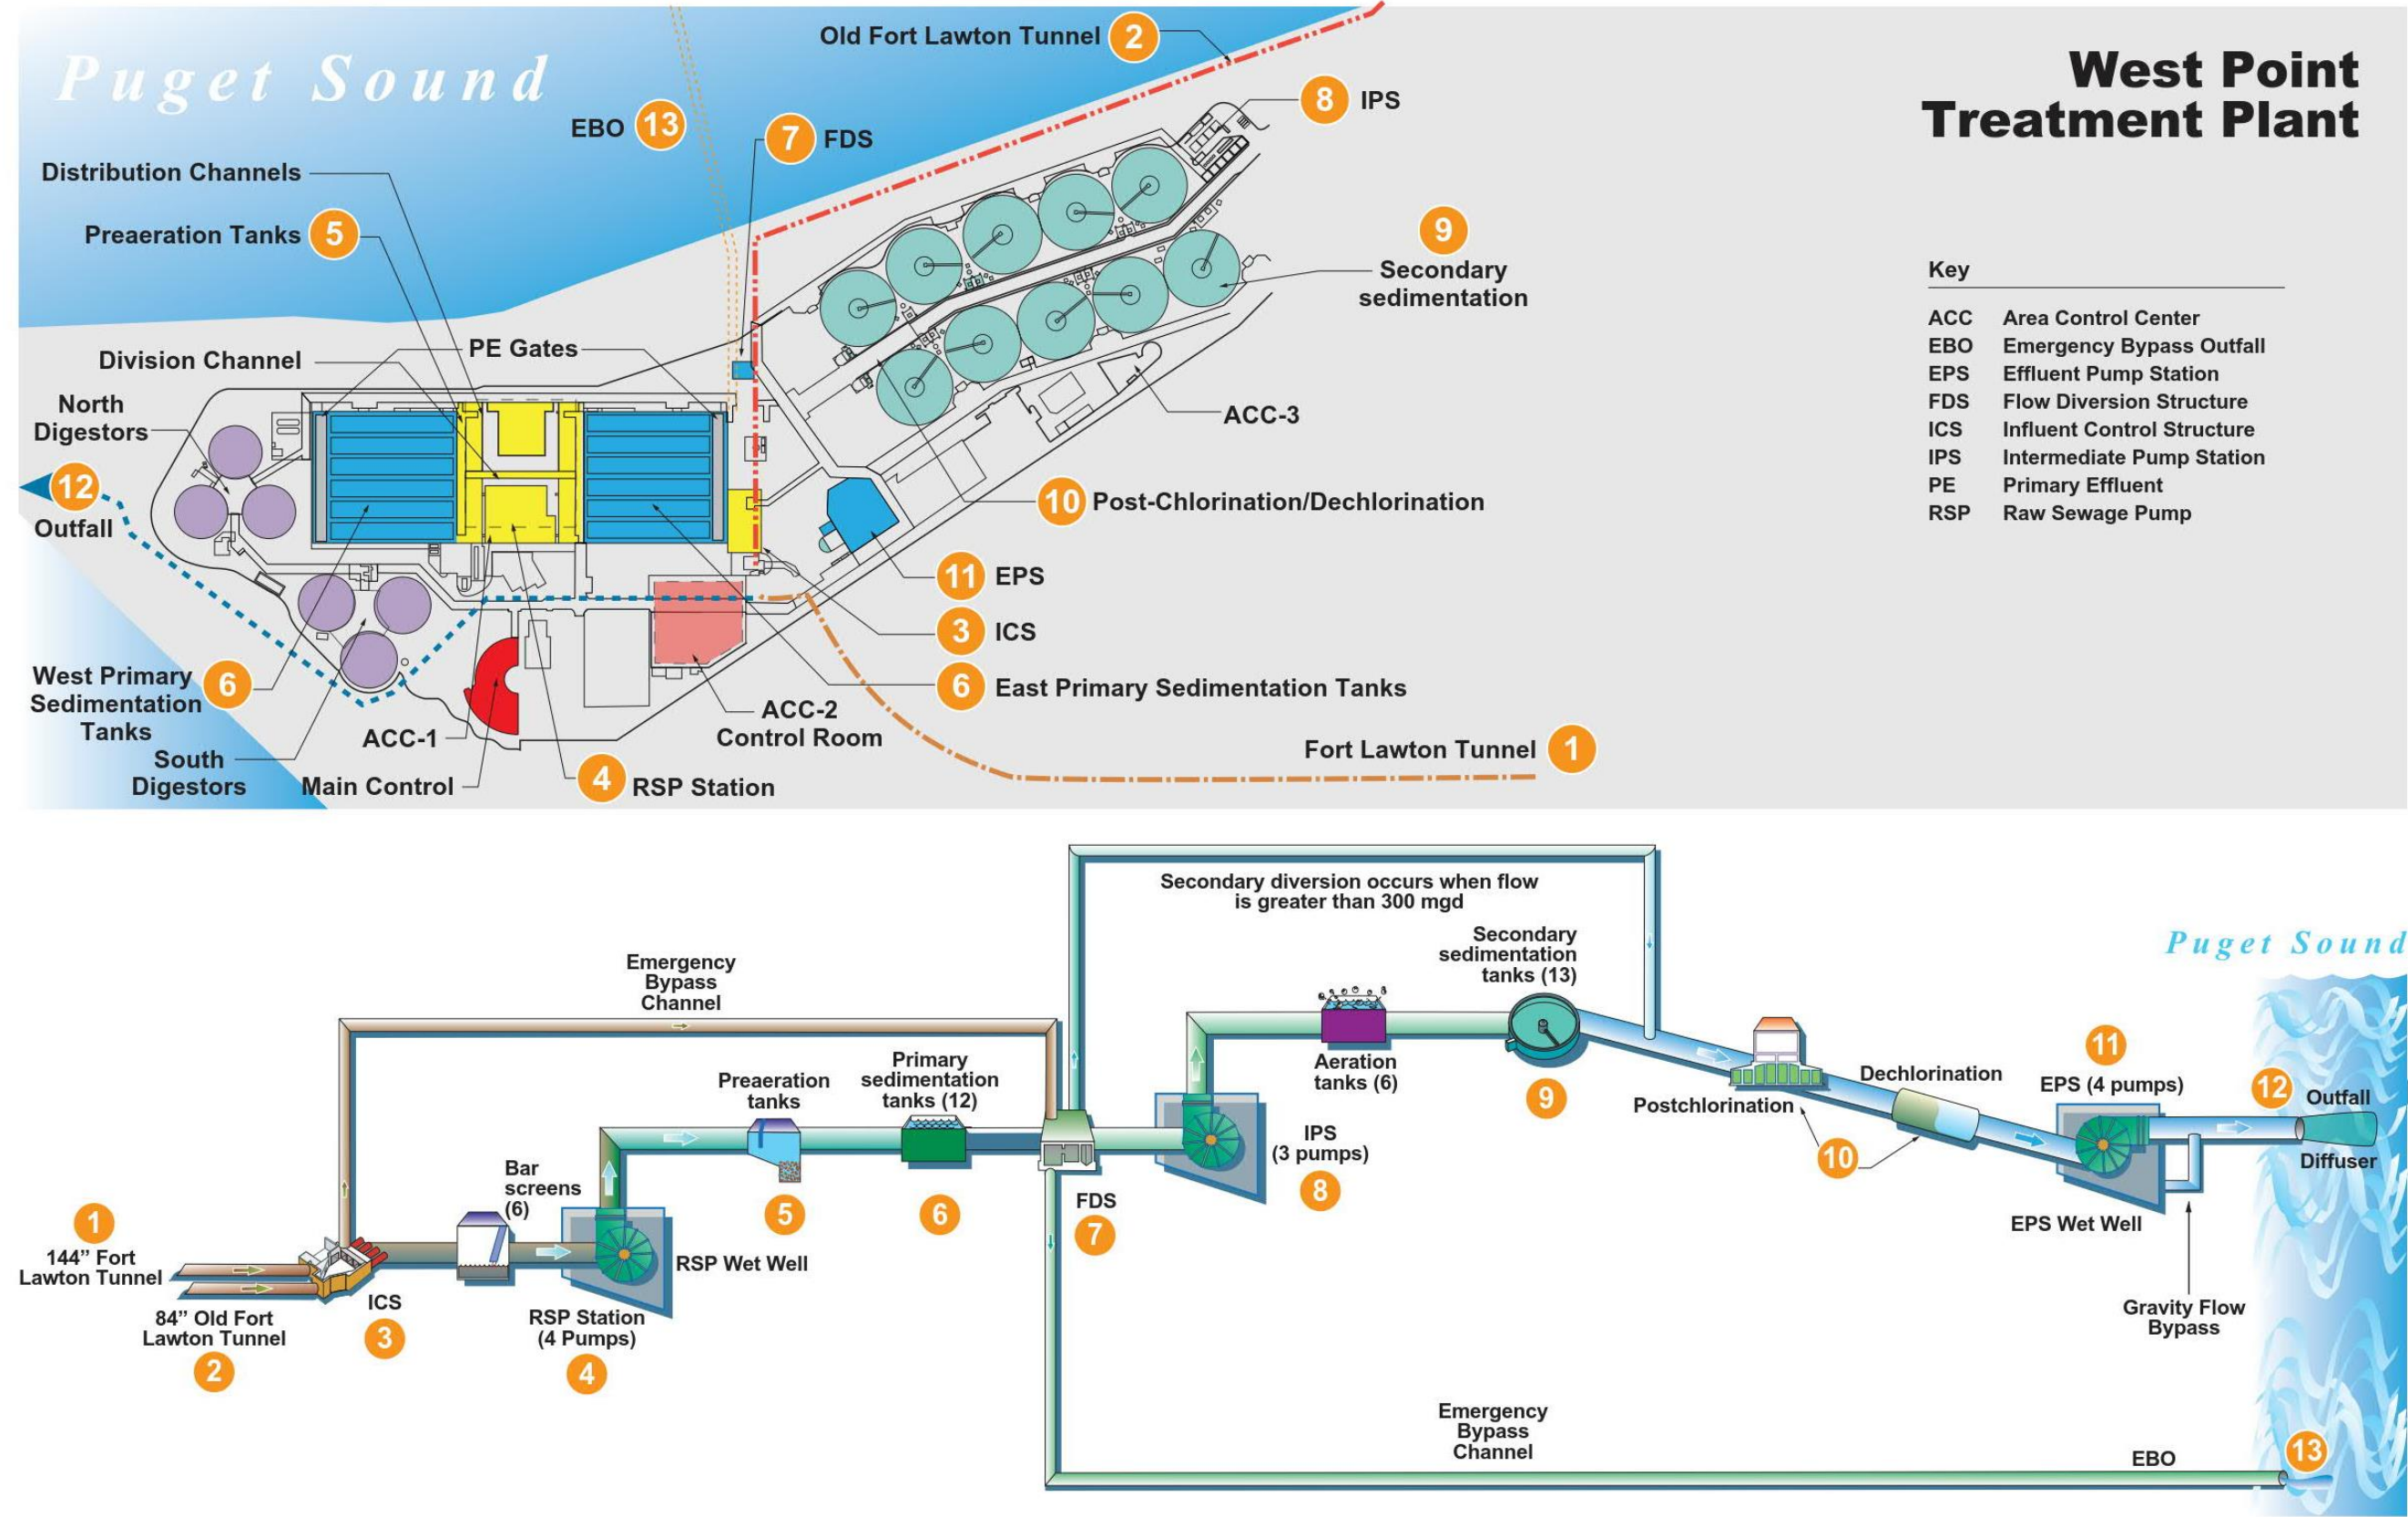 Puget Sound
Old Fort Lawton Tunnel 2
West Point
Treatment Plant
8 IPS
EBO 13
7 FDS
Distribution Channels
Preaeration Tanks 5
9
Secondary
sedimentation
Key
ACC Area Control Center
EBO Emergency Bypass Outfall
EPS Effluent Pump Station
FDS Flow Diversion Structure
ICS Influent Control Structure
IPS Intermediate Pump Station
PE Primary Effluent
RSP Raw Sewage Pump
Division Channel
PE Gates
North
Digestors
ACC-3
12
Outfall
10 Post-Chlorination/Dechlorination
11 EPS
3 ICS
West Primary
Sedimentation
Tanks
6
6 East Primary Sedimentation Tanks
ACC-2
Control Room
ACC-1
South
Digestors
Main Control
4 RSP Station
Fort Lawton Tunnel 1
Secondary diversion occurs when flow
is greater than 300 mgd
Puget Sound
Emergency
Bypass
Channel
Secondary
sedimentation
tanks (13)
9
Preaeration
tanks
5
Primary
sedimentation
tanks (12)
6
Aeration
tanks (6)
Postchlorination
Dechlorination
10
11
EPS (4 pumps)
12
Outfall
Diffuser
IPS
(3 pumps)
8
Bar
screens
(6)
FDS
7
1
144” Fort
Lawton Tunnel
84” Old Fort
Lawton Tunnel
2
ICS
3
RSP Wet Well
RSP Station
(4 Pumps)
4
EPS Wet Well
Gravity Flow
Bypass
Emergency
Bypass
Channel
EBO
13